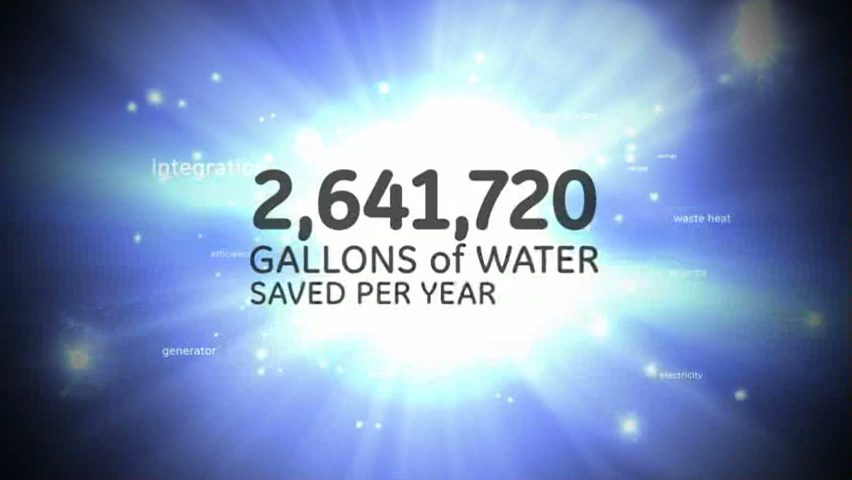 integration
2,641,720
GALLONS of WATER
SAVED PER YEAR
waste heat
generator
electricity